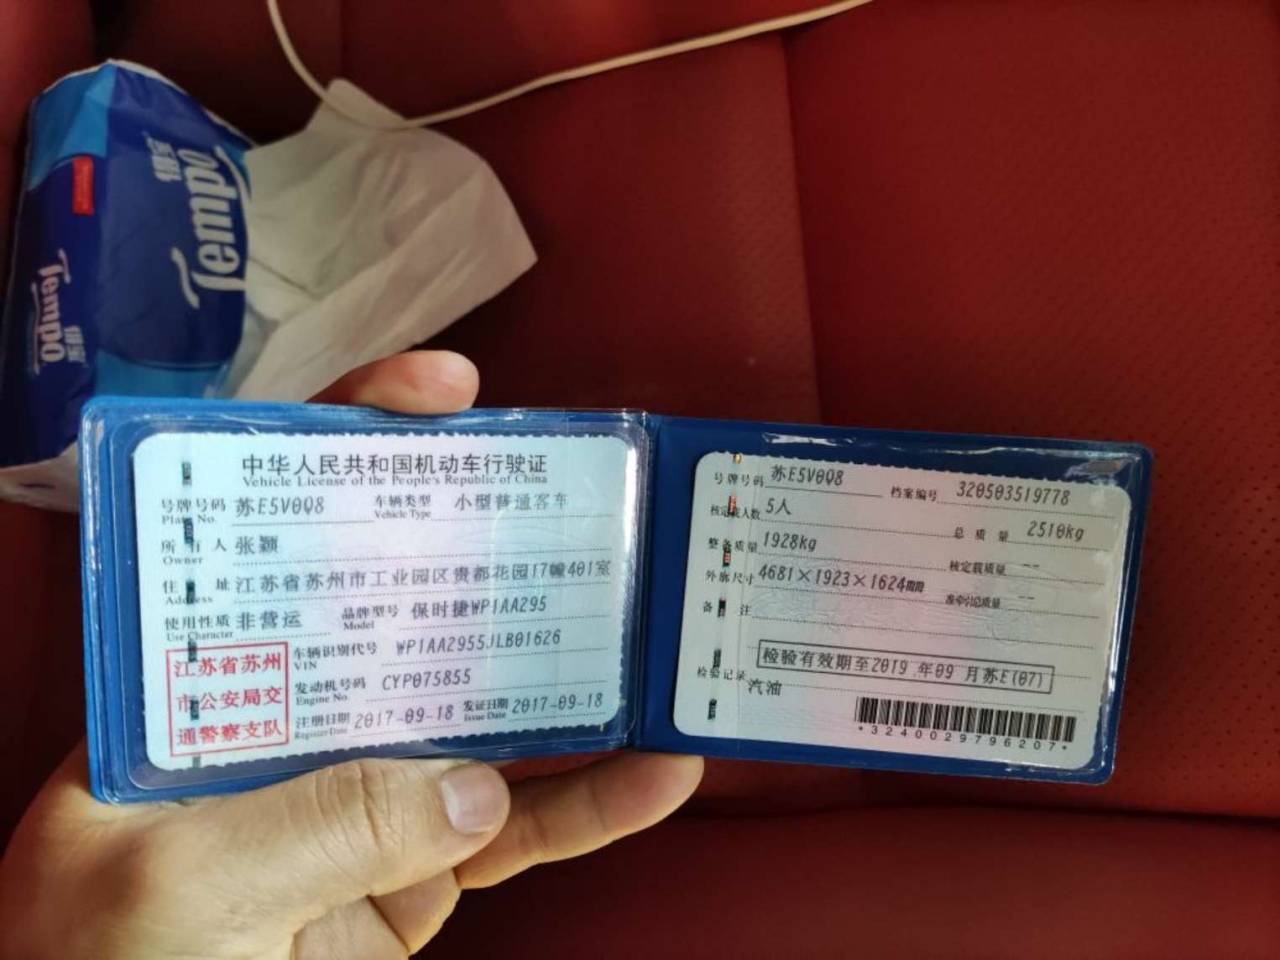 得宝
Tempo
Tempo
得宝
中华人民共和国机动车行驶证
Vehicle License of the People's Republic of China
号牌号码 苏E5V0Q8 车辆类型 小型普通客车
Plate No. Vehicle Type
所有人 张颖
Owner
住址 江苏省苏州市工业园区贵都花园17幢401室
Address
使用性质 非营运 品牌型号 保时捷WP1AA295
Use Character Model
江苏省苏州
市公安局交
通警察支队
车辆识别代号 WP1AA2955JLB01626
VIN
发动机号码 CYP075855
Engine No.
注册日期 2017-09-18 发证日期 2017-09-18
Register Date Issue Date
号牌号码 苏E5V0Q8 档案编号 320503519778
核定载人数 5人 总质量 2510kg
整备质量 1928kg 核定载质量 --
外廓尺寸 4681×1923×1624mm 准牵引总质量 --
备注
检验有效期至2019年09月苏E(07)
检验记录
汽油
*3240029796207*